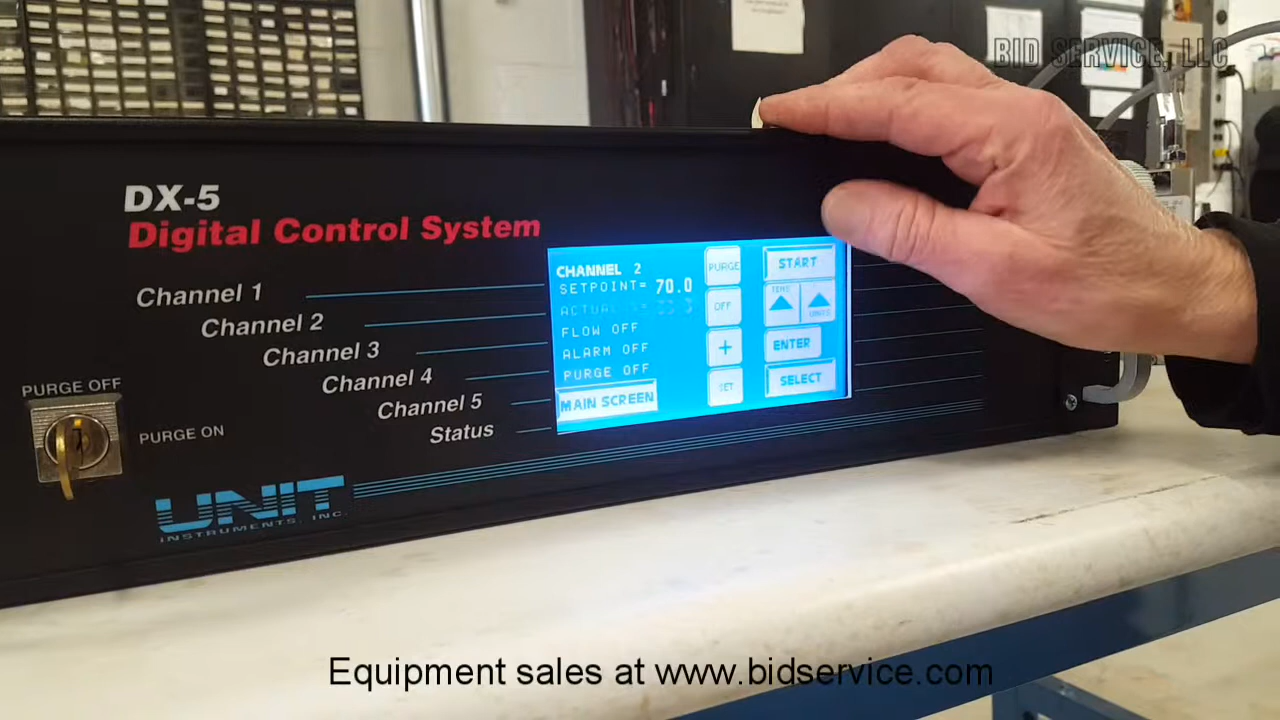 BID SERVICE, LLC
DX-5
Digital Control System
Channel 1
Channel 2
Channel 3
Channel 4
Channel 5
Status
PURGE OFF
PURGE ON
UNIT
INSTRUMENTS, INC.
CHANNEL 2
SETPOINT= 70.0
FLOW OFF
ALARM OFF
PURGE OFF
MAIN SCREEN
PURGE
OFF
+
SET
START
UNITS
ENTER
SELECT
Equipment sales at www.bidservice.com